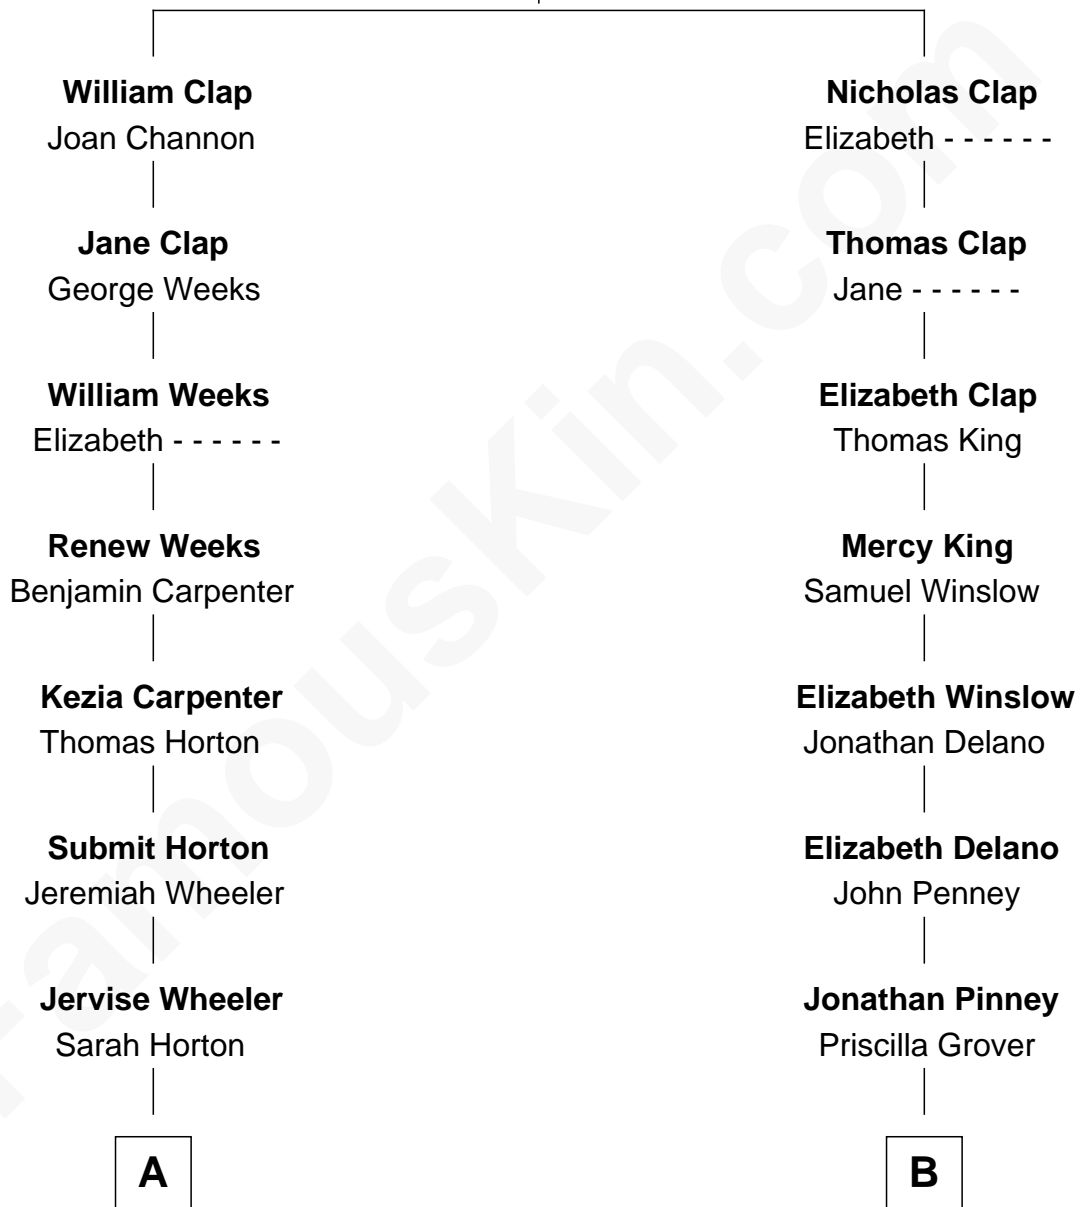 William Clap
Joan Channon
Nicholas Clap
Elizabeth - - - - - -
Jane Clap
George Weeks
Thomas Clap
Jane - - - - - -
William Weeks
Elizabeth - - - - - -
Elizabeth Clap
Thomas King
Renew Weeks
Benjamin Carpenter
Mercy King
Samuel Winslow
Kezia Carpenter
Thomas Horton
Elizabeth Winslow
Jonathan Delano
Submit Horton
Jeremiah Wheeler
Elizabeth Delano
John Penney
Jervise Wheeler
Sarah Horton
Jonathan Pinney
Priscilla Grover
A
B
FamousKin.com